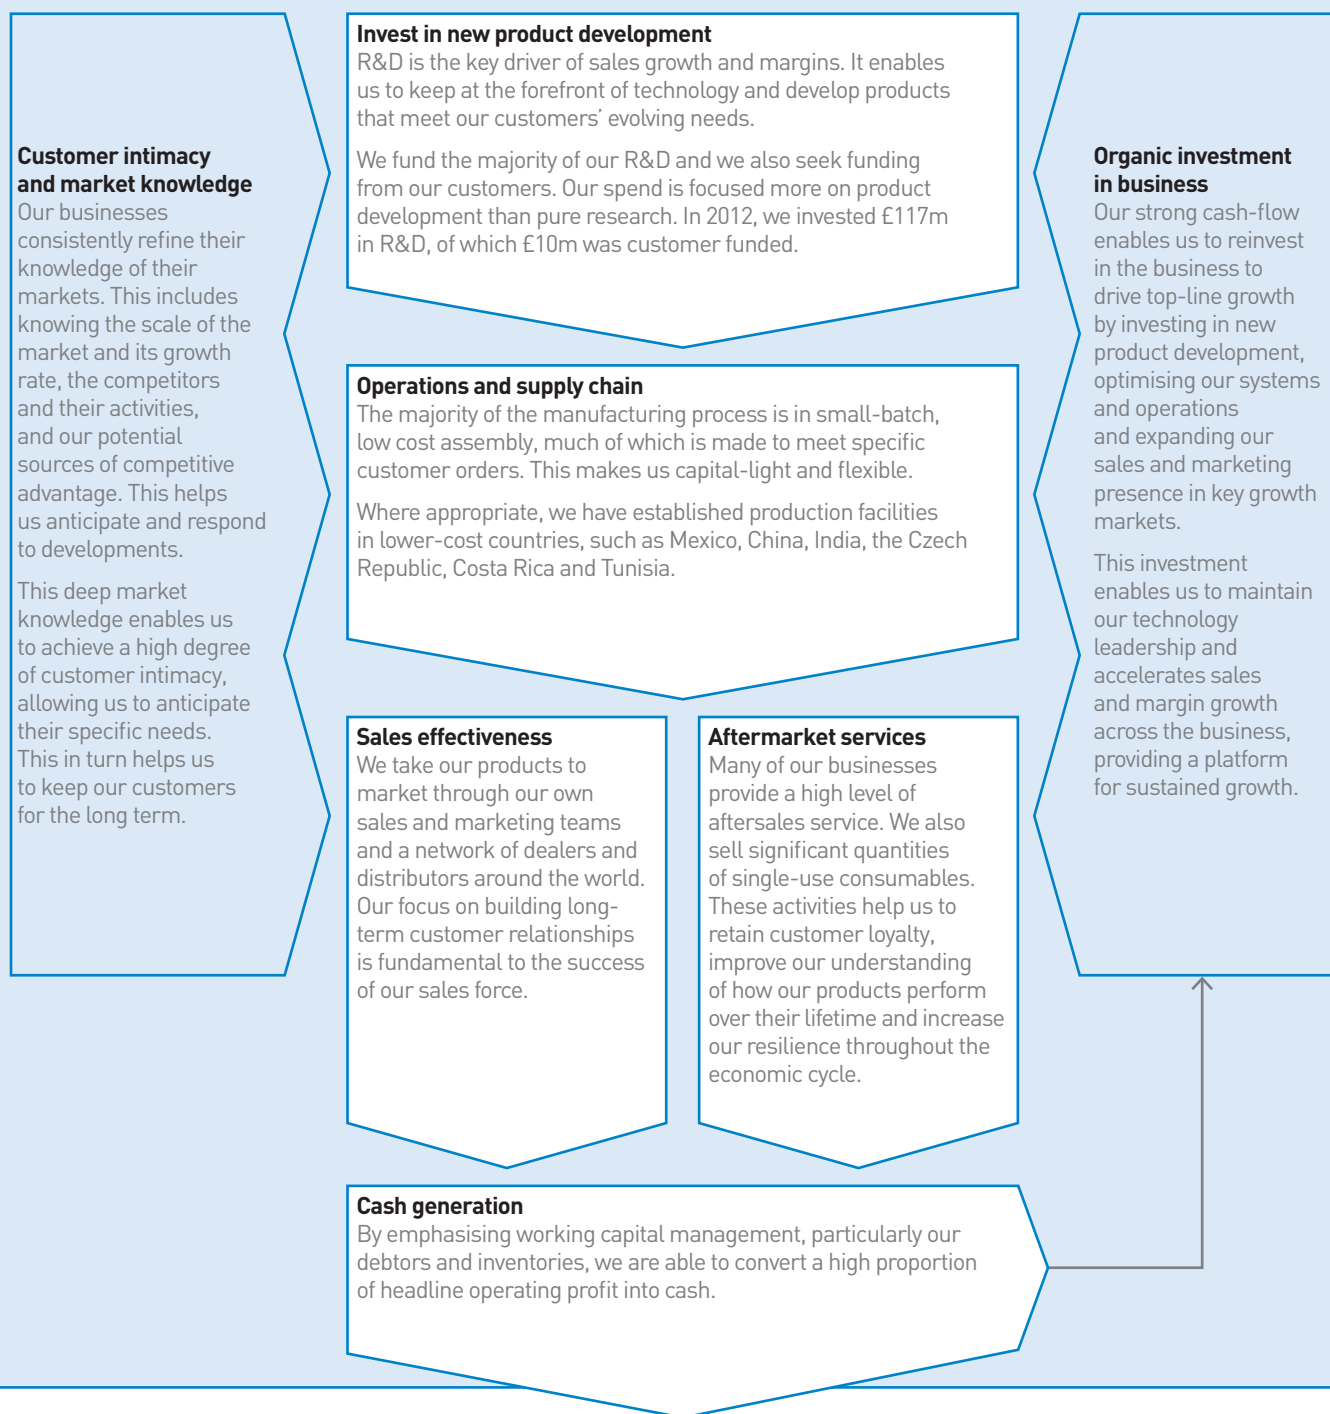 Customer intimacy
and market knowledge
Our businesses
consistently refine their
knowledge of their
markets. This includes
knowing the scale of the
market and its growth
rate, the competitors
and their activities,
and our potential
sources of competitive
advantage. This helps
us anticipate and respond
to developments.
This deep market
knowledge enables us
to achieve a high degree
of customer intimacy,
allowing us to anticipate
their specific needs.
This in turn helps us
to keep our customers
for the long term.
Invest in new product development
R&D is the key driver of sales growth and margins. It enables
us to keep at the forefront of technology and develop products
that meet our customers’ evolving needs.
We fund the majority of our R&D and we also seek funding
from our customers. Our spend is focused more on product
development than pure research. In 2012, we invested £117m
in R&D, of which £10m was customer funded.
Operations and supply chain
The majority of the manufacturing process is in small-batch,
low cost assembly, much of which is made to meet specific
customer orders. This makes us capital-light and flexible.
Where appropriate, we have established production facilities
in lower-cost countries, such as Mexico, China, India, the Czech
Republic, Costa Rica and Tunisia.
Sales effectiveness
We take our products to
market through our own
sales and marketing teams
and a network of dealers and
distributors around the world.
Our focus on building long-
term customer relationships
is fundamental to the success
of our sales force.
Aftermarket services
Many of our businesses
provide a high level of
aftersales service. We also
sell significant quantities
of single-use consumables.
These activities help us to
retain customer loyalty,
improve our understanding
of how our products perform
over their lifetime and increase
our resilience throughout the
economic cycle.
Cash generation
By emphasising working capital management, particularly our
debtors and inventories, we are able to convert a high proportion
of headline operating profit into cash.
Organic investment
in business
Our strong cash-flow
enables us to reinvest
in the business to
drive top-line growth
by investing in new
product development,
optimising our systems
and operations
and expanding our
sales and marketing
presence in key growth
markets.
This investment
enables us to maintain
our technology
leadership and
accelerates sales
and margin growth
across the business,
providing a platform
for sustained growth.